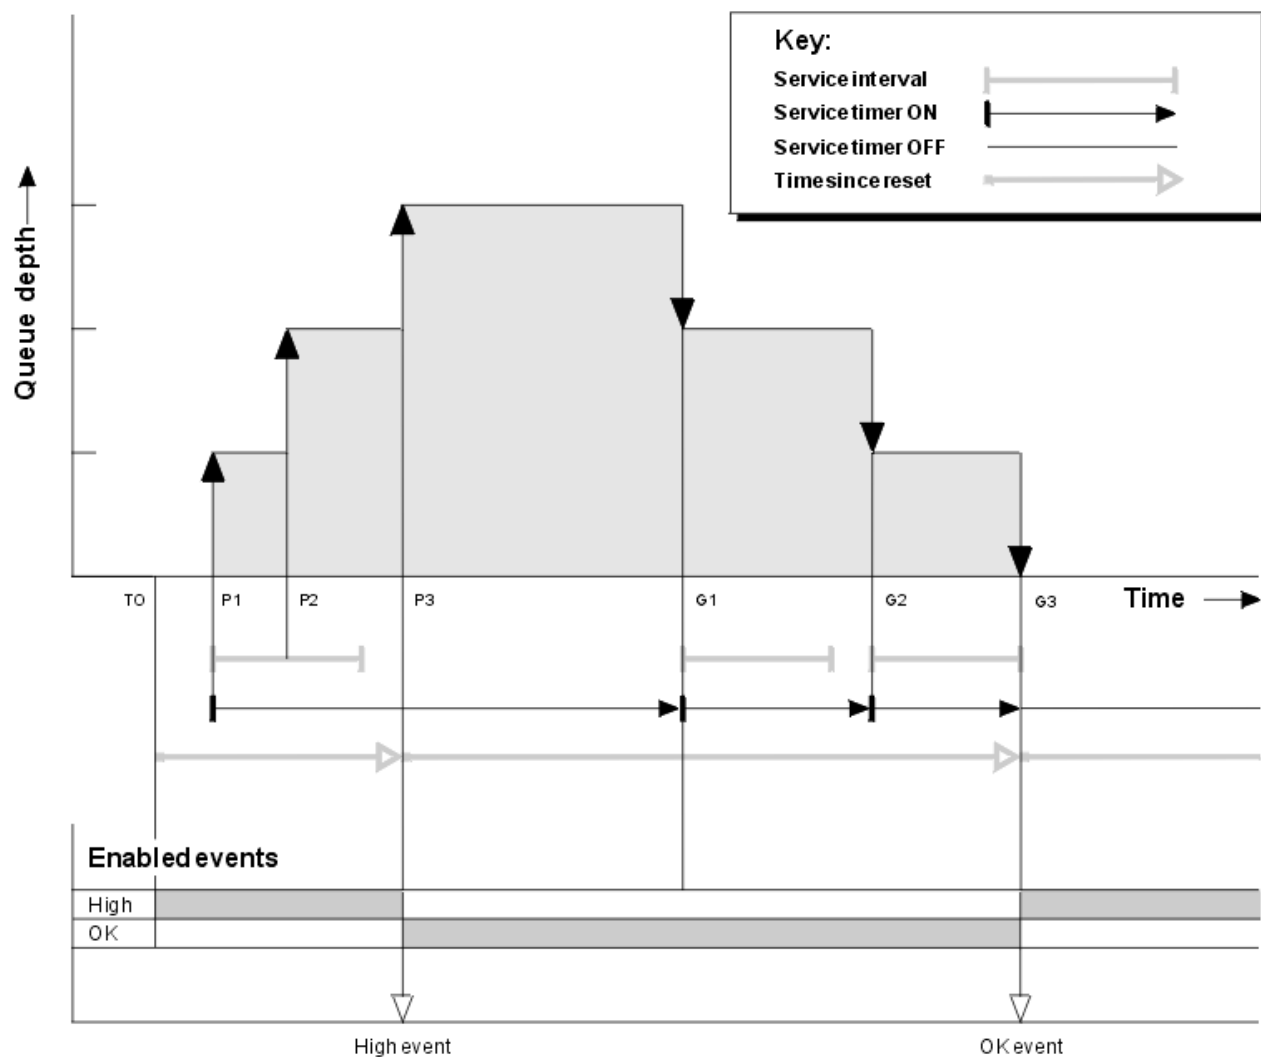 Key:
Service interval
Service timer ON
Service timer OFF
Time since reset
Queue depth
TO P1 P2 P3 G1 G2 G3 Time
Enabled events
High
OK
High event OK event